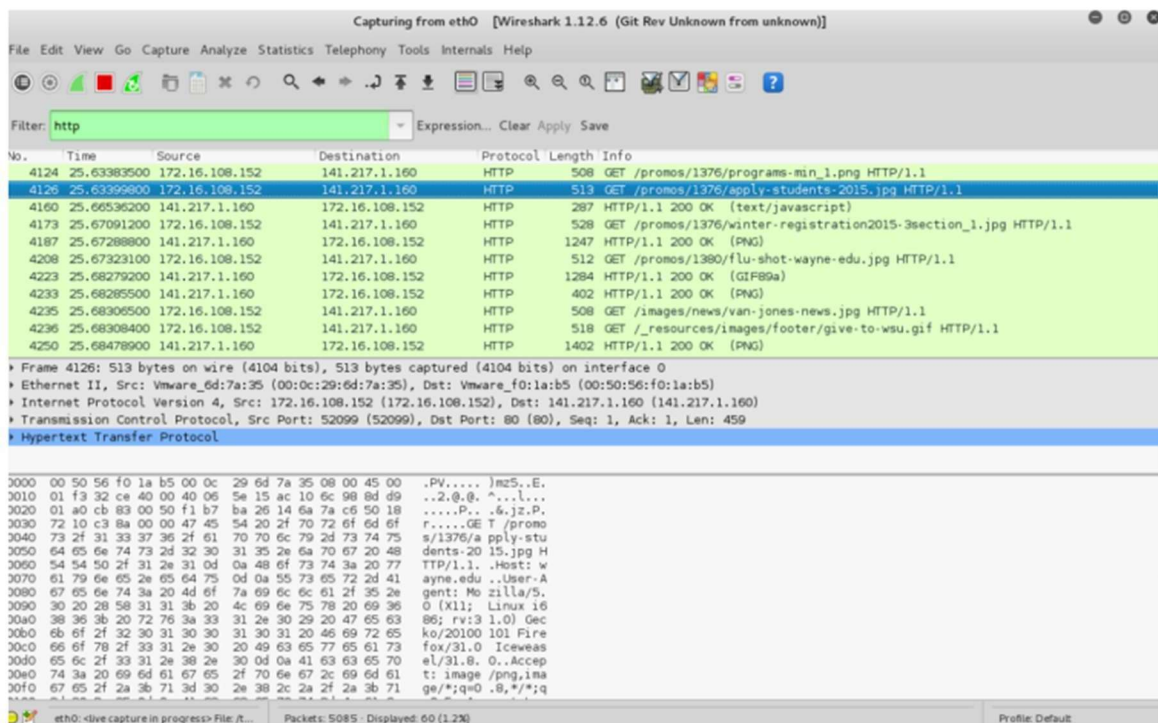 Capturing from eth0 [Wireshark 1.12.6 (Git Rev Unknown from unknown)]
File Edit View Go Capture Analyze Statistics Telephony Tools Internals Help
Filter: http Expression... Clear Apply Save
No. Time Source Destination Protocol Length Info
4124 25.63383500 172.16.108.152 141.217.1.160 HTTP 508 GET /promos/1376/programs-min_1.png HTTP/1.1
4126 25.63399800 172.16.108.152 141.217.1.160 HTTP 513 GET /promos/1376/apply-students-2015.jpg HTTP/1.1
4160 25.66536200 141.217.1.160 172.16.108.152 HTTP 287 HTTP/1.1 200 OK (text/javascript)
4173 25.67091200 172.16.108.152 141.217.1.160 HTTP 528 GET /promos/1376/winter-registration2015-3section_1.jpg HTTP/1.1
4187 25.67288800 141.217.1.160 172.16.108.152 HTTP 1247 HTTP/1.1 200 OK (PNG)
4208 25.67323100 172.16.108.152 141.217.1.160 HTTP 512 GET /promos/1380/flu-shot-wayne-edu.jpg HTTP/1.1
4223 25.68279200 141.217.1.160 172.16.108.152 HTTP 1284 HTTP/1.1 200 OK (GIF89a)
4233 25.68285500 141.217.1.160 172.16.108.152 HTTP 402 HTTP/1.1 200 OK (PNG)
4235 25.68306500 172.16.108.152 141.217.1.160 HTTP 508 GET /images/news/van-jones-news.jpg HTTP/1.1
4236 25.68308400 172.16.108.152 141.217.1.160 HTTP 518 GET /_resources/images/footer/give-to-wsu.gif HTTP/1.1
4250 25.68478900 141.217.1.160 172.16.108.152 HTTP 1402 HTTP/1.1 200 OK (PNG)
Frame 4126: 513 bytes on wire (4104 bits), 513 bytes captured (4104 bits) on interface 0
Ethernet II, Src: Vmware_6d:7a:35 (00:0c:29:6d:7a:35), Dst: Vmware_f0:1a:b5 (00:50:56:f0:1a:b5)
Internet Protocol Version 4, Src: 172.16.108.152 (172.16.108.152), Dst: 141.217.1.160 (141.217.1.160)
Transmission Control Protocol, Src Port: 52099 (52099), Dst Port: 80 (80), Seq: 1, Ack: 1, Len: 459
Hypertext Transfer Protocol
0000 00 50 56 f0 1a b5 00 0c 29 6d 7a 35 08 00 45 00 .PV..... )mz5..E.
0010 01 f3 32 ce 40 00 40 06 5e 15 ac 10 6c 98 8d d9 ..2.@.@. ^...l...
0020 01 a0 cb 83 00 50 f1 b7 ba 26 14 6a 7a c6 50 18 .....P.. .&.jz.P.
0030 72 10 c3 8a 00 00 47 45 54 20 2f 70 72 6f 6d 6f r.....GE T /promo
0040 73 2f 31 33 37 36 2f 61 70 70 6c 79 2d 73 74 75 s/1376/a pply-stu
0050 64 65 6e 74 73 2d 32 30 31 35 2e 6a 70 67 20 48 dents-20 15.jpg H
0060 54 54 50 2f 31 2e 31 0d 0a 48 6f 73 74 3a 20 77 TTP/1.1. .Host: w
0070 61 79 6e 65 2e 65 64 75 0d 0a 55 73 65 72 2d 41 ayne.edu ..User-A
0080 67 65 6e 74 3a 20 4d 6f 7a 69 6c 6c 61 2f 35 2e gent: Mo zilla/5.
0090 30 20 28 58 31 31 3b 20 4c 69 6e 75 78 20 69 36 0 (X11; Linux i6
00a0 38 36 3b 20 72 76 3a 33 31 2e 30 29 20 47 65 63 86; rv:3 1.0) Gec
00b0 6b 6f 2f 32 30 31 30 30 31 30 31 20 46 69 72 65 ko/20100 101 Fire
00c0 66 6f 78 2f 33 31 2e 30 20 49 63 65 77 65 61 73 fox/31.0 Iceweas
00d0 65 6c 2f 33 31 2e 38 2e 30 0d 0a 41 63 63 65 70 el/31.8. 0..Accep
00e0 74 3a 20 69 6d 61 67 65 2f 70 6e 67 2c 69 6d 61 t: image /png,ima
00f0 67 65 2f 2a 3b 71 3d 30 2e 38 2c 2a 2f 2a 3b 71 ge/*;q=0 .8,*/*;q
eth0: <live capture in progress> File: /t... Packets: 5085 · Displayed: 60 (1.2%) Profile: Default